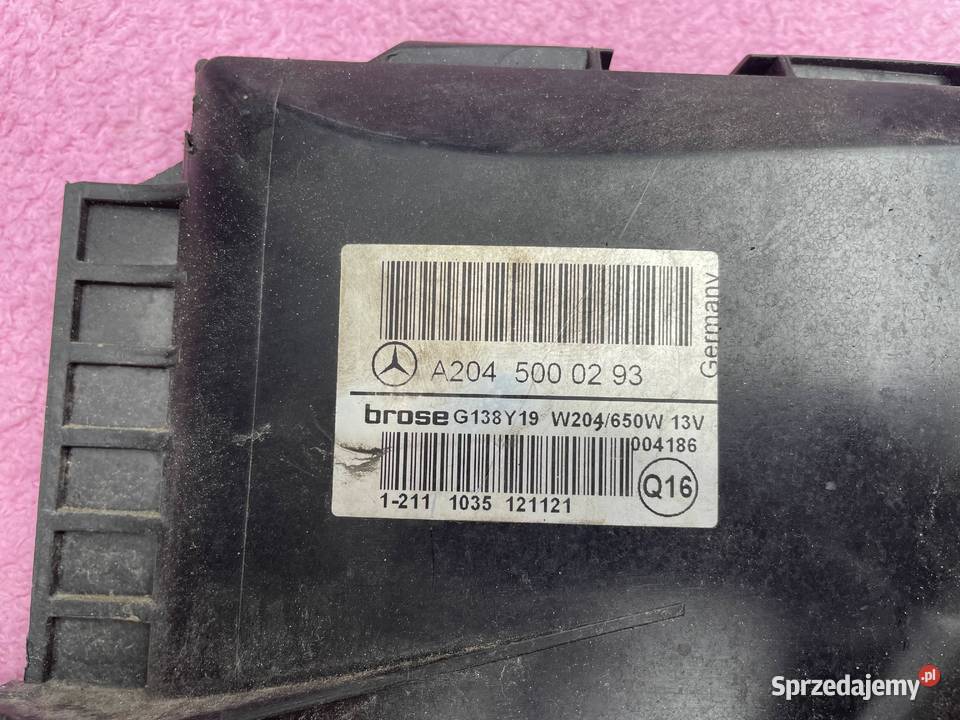 A204 500 02 93
Germany
brose G138Y19 W204/650W 13V
004186
Q16
1-211 1035 121121
Sprzedajemy.pl